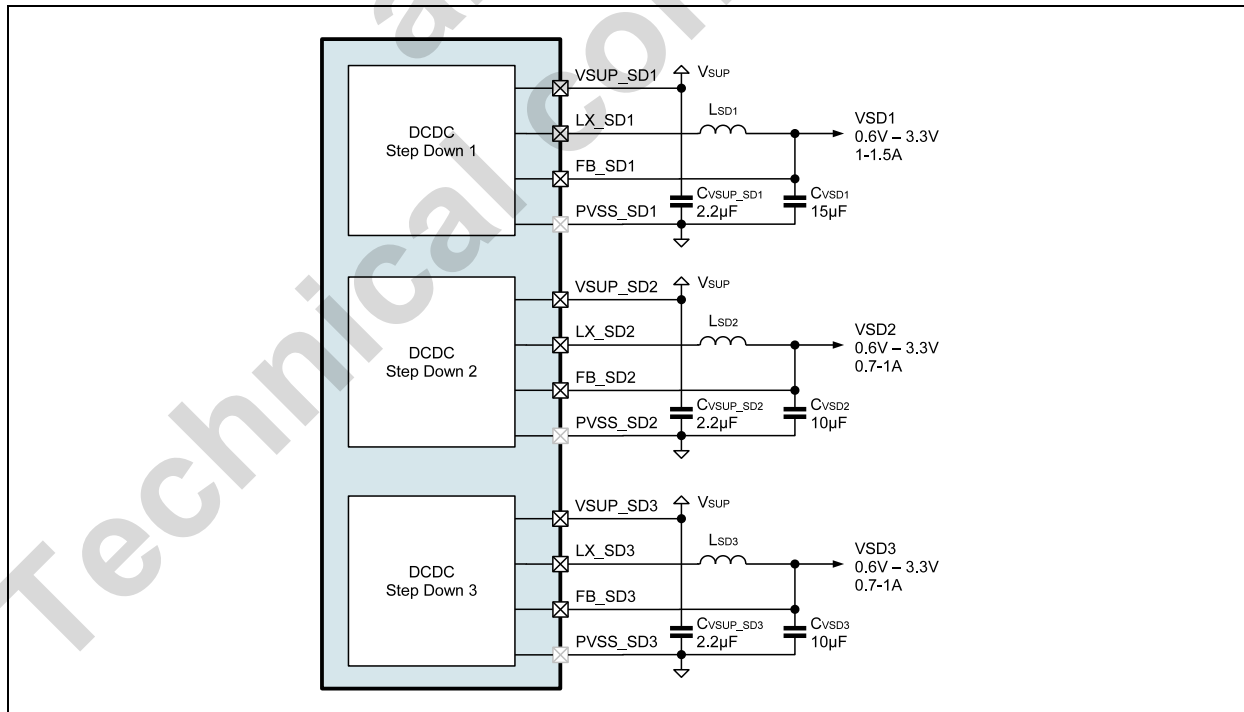 VSUP_SD1
VSUP
LSD1
LX_SD1
VSD1
0.6V – 3.3V
1-1.5A
DCDC
Step Down 1
FB_SD1
CVSUP_SD1
2.2µF
CVSD1
15µF
PVSS_SD1
VSUP_SD2
VSUP
LSD2
LX_SD2
VSD2
0.6V – 3.3V
0.7-1A
DCDC
Step Down 2
FB_SD2
CVSUP_SD2
2.2µF
CVSD2
10µF
PVSS_SD2
VSUP_SD3
VSUP
LSD3
LX_SD3
VSD3
0.6V – 3.3V
0.7-1A
DCDC
Step Down 3
FB_SD3
CVSUP_SD3
2.2µF
CVSD3
10µF
PVSS_SD3
Technical